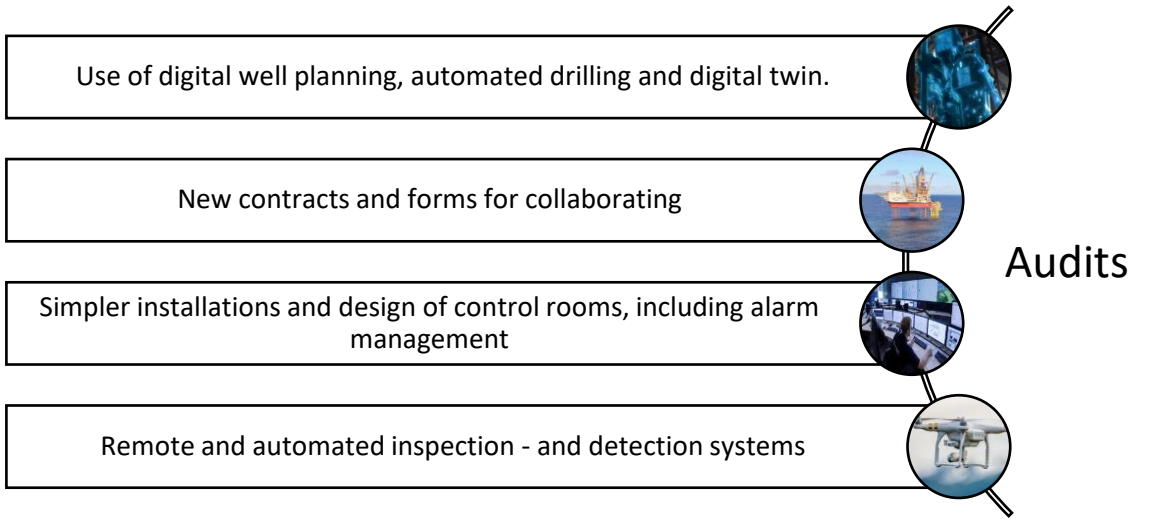 Use of digital well planning, automated drilling and digital twin.
New contracts and forms for collaborating
Simpler installations and design of control rooms, including alarm
management
Remote and automated inspection - and detection systems
Audits